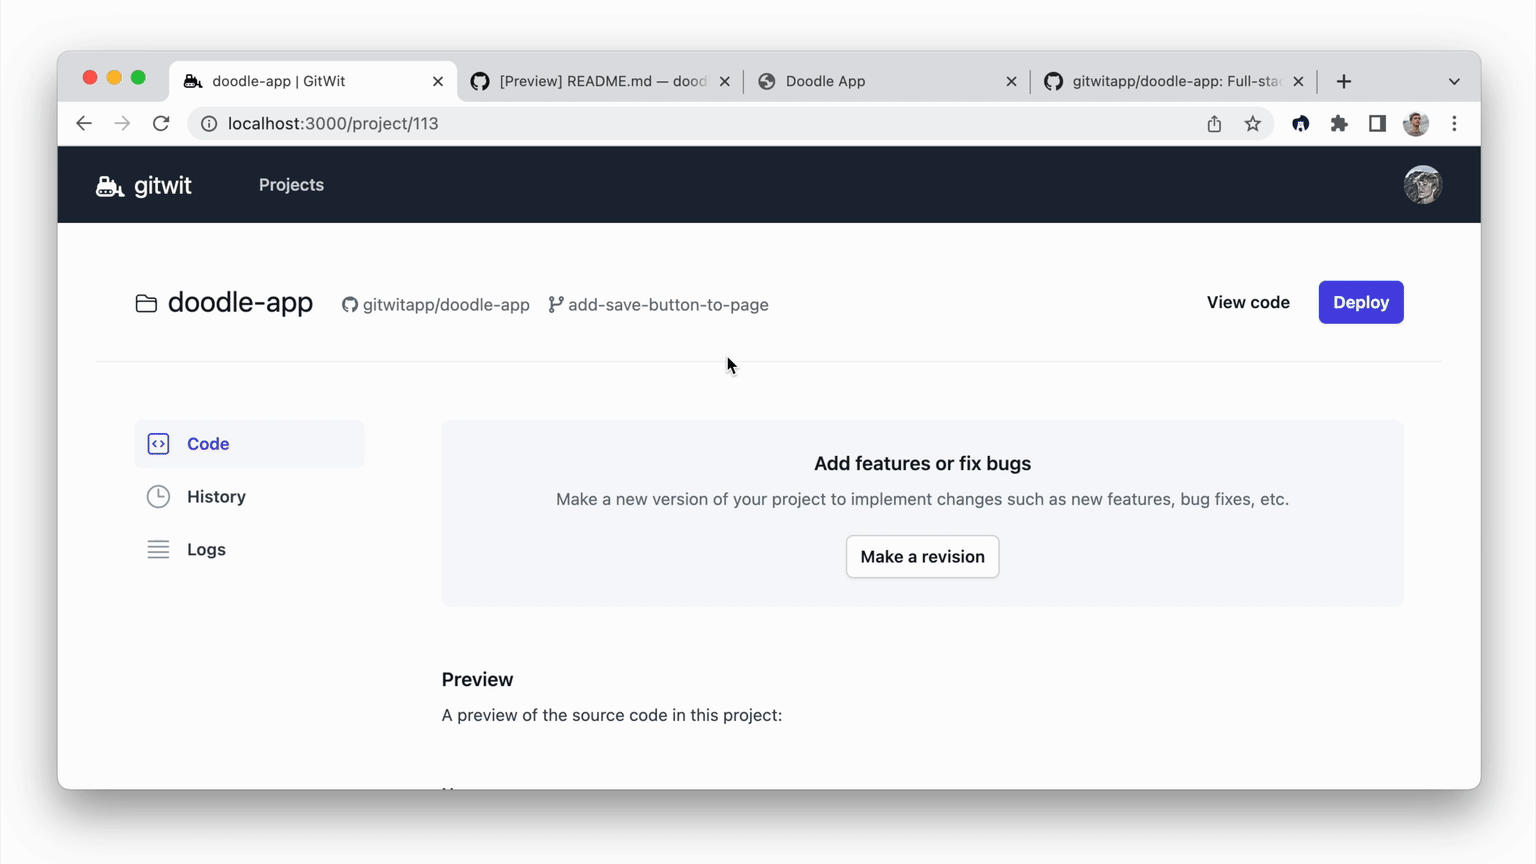 doodle-app | GitWit
[Preview] README.md — dood
Doodle App
gitwitapp/doodle-app: Full-sta
localhost:3000/project/113
gitwit
Projects
doodle-app
gitwitapp/doodle-app
add-save-button-to-page
View code
Deploy
Code
History
Logs
Add features or fix bugs
Make a new version of your project to implement changes such as new features, bug fixes, etc.
Make a revision
Preview
A preview of the source code in this project: